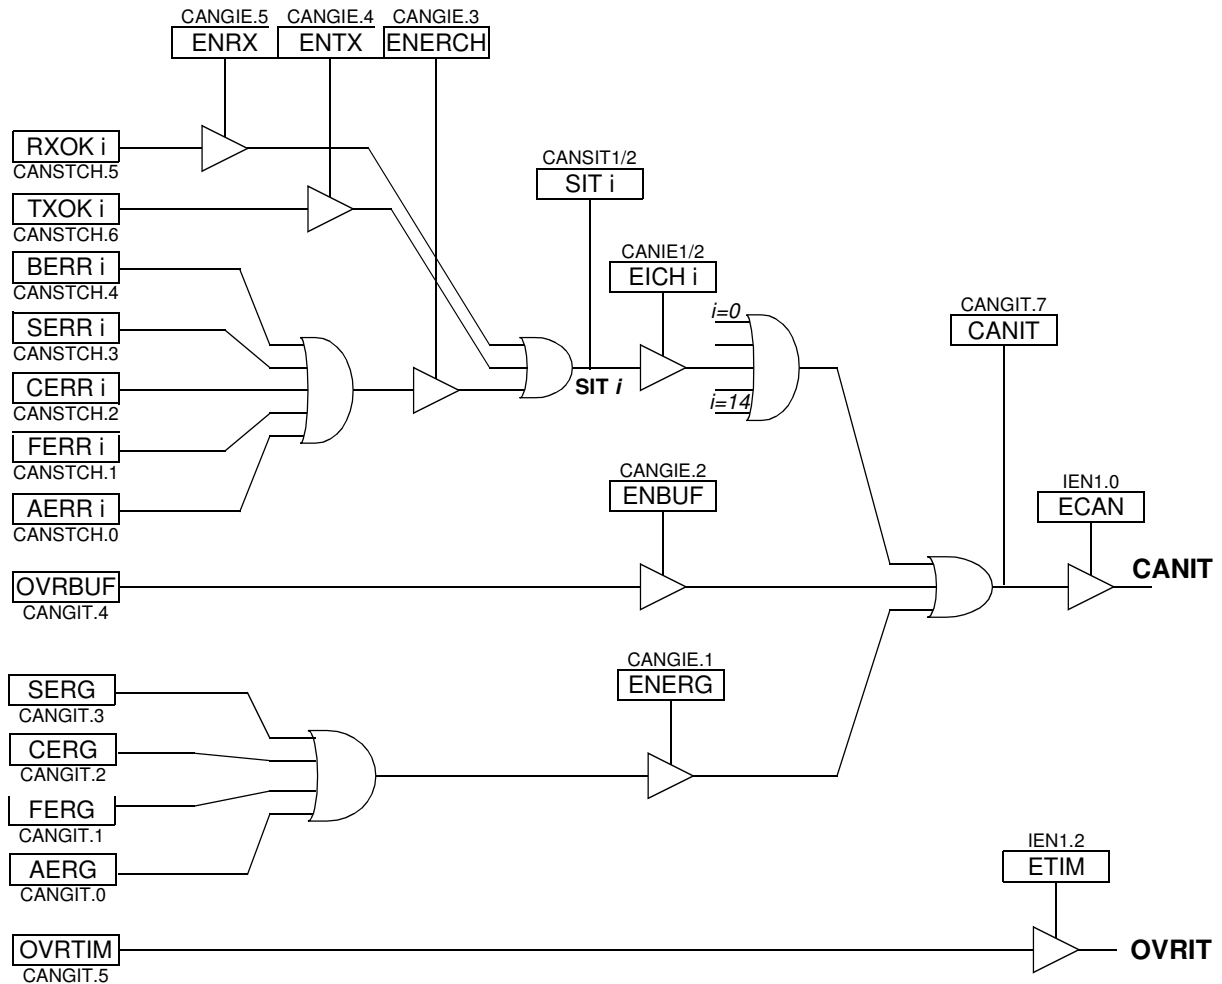 CANGIE.5 CANGIE.4 CANGIE.3
ENRX ENTX ENERCH
RXOK i
CANSTCH.5
TXOK i
CANSTCH.6
BERR i
CANSTCH.4
SERR i
CANSTCH.3
CERR i
CANSTCH.2
FERR i
CANSTCH.1
AERR i
CANSTCH.0
CANSIT1/2
SIT i
SIT i
CANIE1/2
EICH i
i=0
i=14
CANGIT.7
CANIT
CANGIE.2
ENBUF
IEN1.0
ECAN
CANIT
OVRBUF
CANGIT.4
CANGIE.1
ENERG
SERG
CANGIT.3
CERG
CANGIT.2
FERG
CANGIT.1
AERG
CANGIT.0
IEN1.2
ETIM
OVRTIM
CANGIT.5
OVRIT